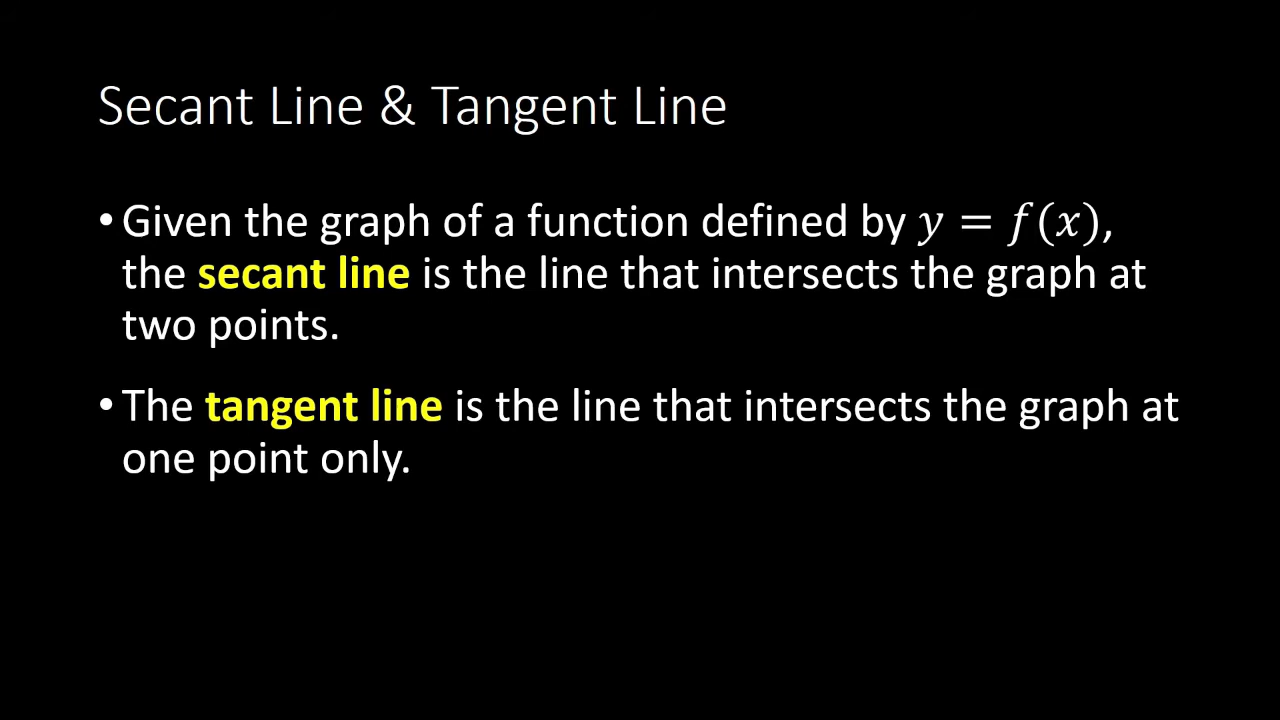 Secant Line & Tangent Line
• Given the graph of a function defined by 𝑦 = 𝑓(𝑥),
the secant line is the line that intersects the graph at
two points.
• The tangent line is the line that intersects the graph at
one point only.